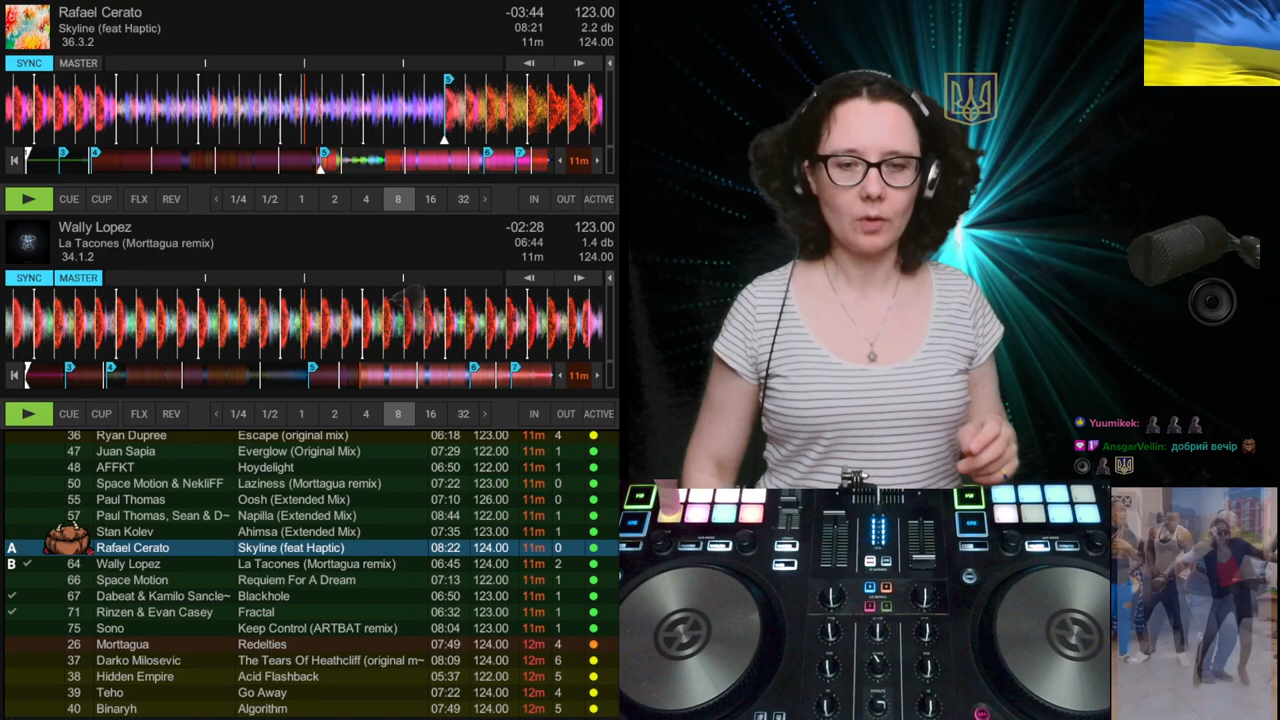 Rafael Cerato -03:44 123.00
Skyline (feat Haptic) 08:21 2.2 db
36.3.2 11m 124.00
SYNC MASTER
5
3 4 5 6 7 11m
CUE CUP FLX REV 1/4 1/2 1 2 4 8 16 32 IN OUT ACTIVE
Wally Lopez -02:28 123.00
La Tacones (Morttagua remix) 06:44 1.4 db
34.1.2 11m 124.00
SYNC MASTER
3 4 5 6 7 11m
CUE CUP FLX REV 1/4 1/2 1 2 4 8 16 32 IN OUT ACTIVE
36 Ryan Dupree Escape (original mix) 06:18 123.00 11m 4
47 Juan Sapia Everglow (Original Mix) 07:29 122.00 11m 1
48 AFFKT Hoydelight 06:50 122.00 11m 1
50 Space Motion & NekliFF Laziness (Morttagua remix) 07:22 123.00 11m 0
55 Paul Thomas Oosh (Extended Mix) 07:10 126.00 11m 0
57 Paul Thomas, Sean & D~ Napilla (Extended Mix) 08:44 122.00 11m 1
Stan Kolev Ahimsa (Extended Mix) 07:35 123.00 11m 1
A Rafael Cerato Skyline (feat Haptic) 08:22 124.00 11m 0
B 64 Wally Lopez La Tacones (Morttagua remix) 06:45 124.00 11m 2
66 Space Motion Requiem For A Dream 07:13 122.00 11m 1
67 Dabeat & Kamilo Sancle~ Blackhole 06:50 123.00 11m 1
71 Rinzen & Evan Casey Fractal 06:32 123.00 11m 1
75 Sono Keep Control (ARTBAT remix) 08:04 123.00 11m 1
26 Morttagua Redelties 07:49 124.00 12m 4
37 Darko Milosevic The Tears Of Heathcliff (original m~ 08:09 124.00 12m 6
38 Hidden Empire Acid Flashback 05:37 122.00 12m 5
39 Teho Go Away 07:22 124.00 12m 4
40 Binaryh Algorithm 07:49 124.00 12m 5
Yuumikek:
AnsgarVeilin: добрий вечір